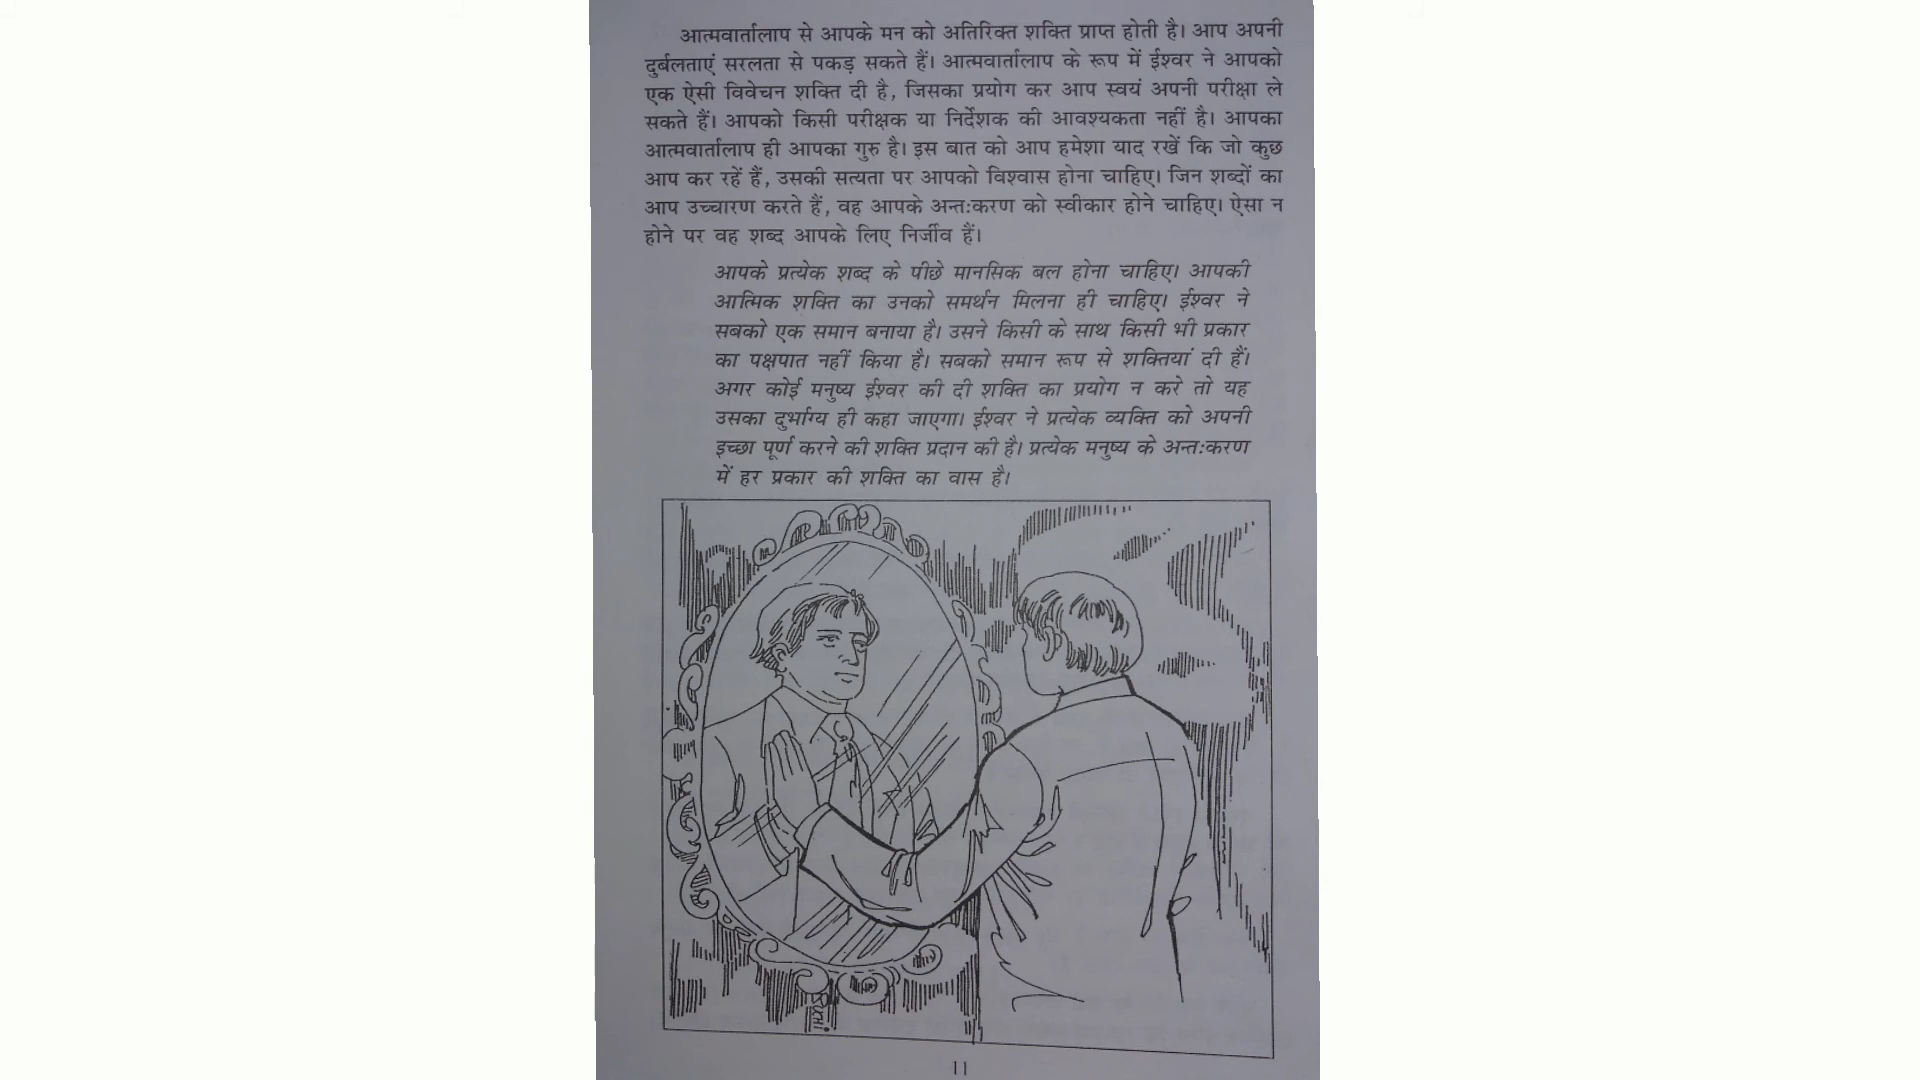 आत्मवार्तालाप से आपके मन को अतिरिक्त शक्ति प्राप्त होती है। आप अपनी
दुर्बलताएं सरलता से पकड़ सकते हैं। आत्मवार्तालाप के रूप में ईश्वर ने आपको
एक ऐसी विवेचन शक्ति दी है, जिसका प्रयोग कर आप स्वयं अपनी परीक्षा ले
सकते हैं। आपको किसी परीक्षक या निर्देशक की आवश्यकता नहीं है। आपका
आत्मवार्तालाप ही आपका गुरु है। इस बात को आप हमेशा याद रखें कि जो कुछ
आप कर रहें हैं, उसकी सत्यता पर आपको विश्वास होना चाहिए। जिन शब्दों का
आप उच्चारण करते हैं, वह आपके अन्तःकरण को स्वीकार होने चाहिए। ऐसा न
होने पर वह शब्द आपके लिए निर्जीव हैं।
आपके प्रत्येक शब्द के पीछे मानसिक बल होना चाहिए। आपकी
आत्मिक शक्ति का उनको समर्थन मिलना ही चाहिए। ईश्वर ने
सबको एक समान बनाया है। उसने किसी के साथ किसी भी प्रकार
का पक्षपात नहीं किया है। सबको समान रूप से शक्तियां दी हैं।
अगर कोई मनुष्य ईश्वर की दी शक्ति का प्रयोग न करे तो यह
उसका दुर्भाग्य ही कहा जाएगा। ईश्वर ने प्रत्येक व्यक्ति को अपनी
इच्छा पूर्ण करने की शक्ति प्रदान की है। प्रत्येक मनुष्य के अन्तःकरण
में हर प्रकार की शक्ति का वास है।
11